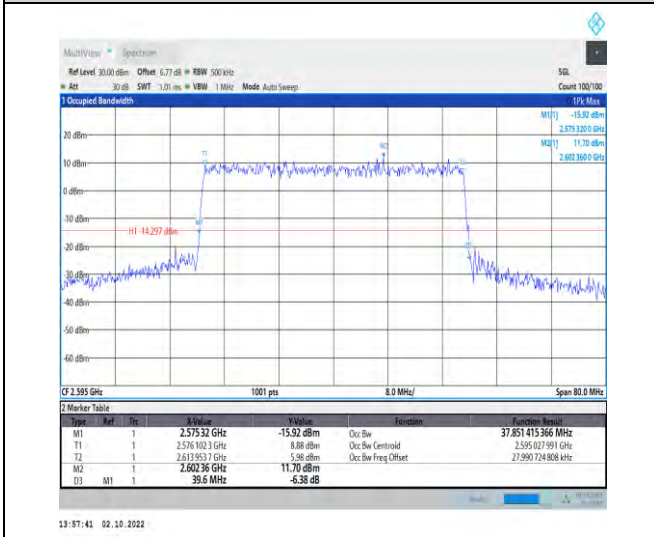 MultiView Spectrum
Ref Level 30.00 dBm Offset 6.77 dB RBW 500 kHz SGL
Att 30 dB SWT 1.01 ms VBW 1 MHz Mode Auto Sweep Count 100/100
1 Occupied Bandwidth 1Pk Max
M1[1] -15.92 dBm
2.575 320 0 GHz
M2[1] 11.70 dBm
2.602 360 0 GHz
20 dBm
M2
10 dBm
0 dBm
-10 dBm
H1 -14.297 dBm
-20 dBm
-30 dBm
-40 dBm
-50 dBm
-60 dBm
CF 2.595 GHz 1001 pts 8.0 MHz/ Span 80.0 MHz
2 Marker Table
Type Ref Trc X-Value Y-Value Function Function Result
M1 1 2.57532 GHz -15.92 dBm Occ Bw 37.851 415 366 MHz
T1 1 2.576 102 3 GHz 8.88 dBm Occ Bw Centroid 2.595 027 991 GHz
T2 1 2.613 953 7 GHz 5.98 dBm Occ Bw Freq Offset 27.990 724 808 kHz
M2 1 2.602 36 GHz 11.70 dBm
D3 M1 1 39.6 MHz -6.38 dB
13:57:41 02.10.2022